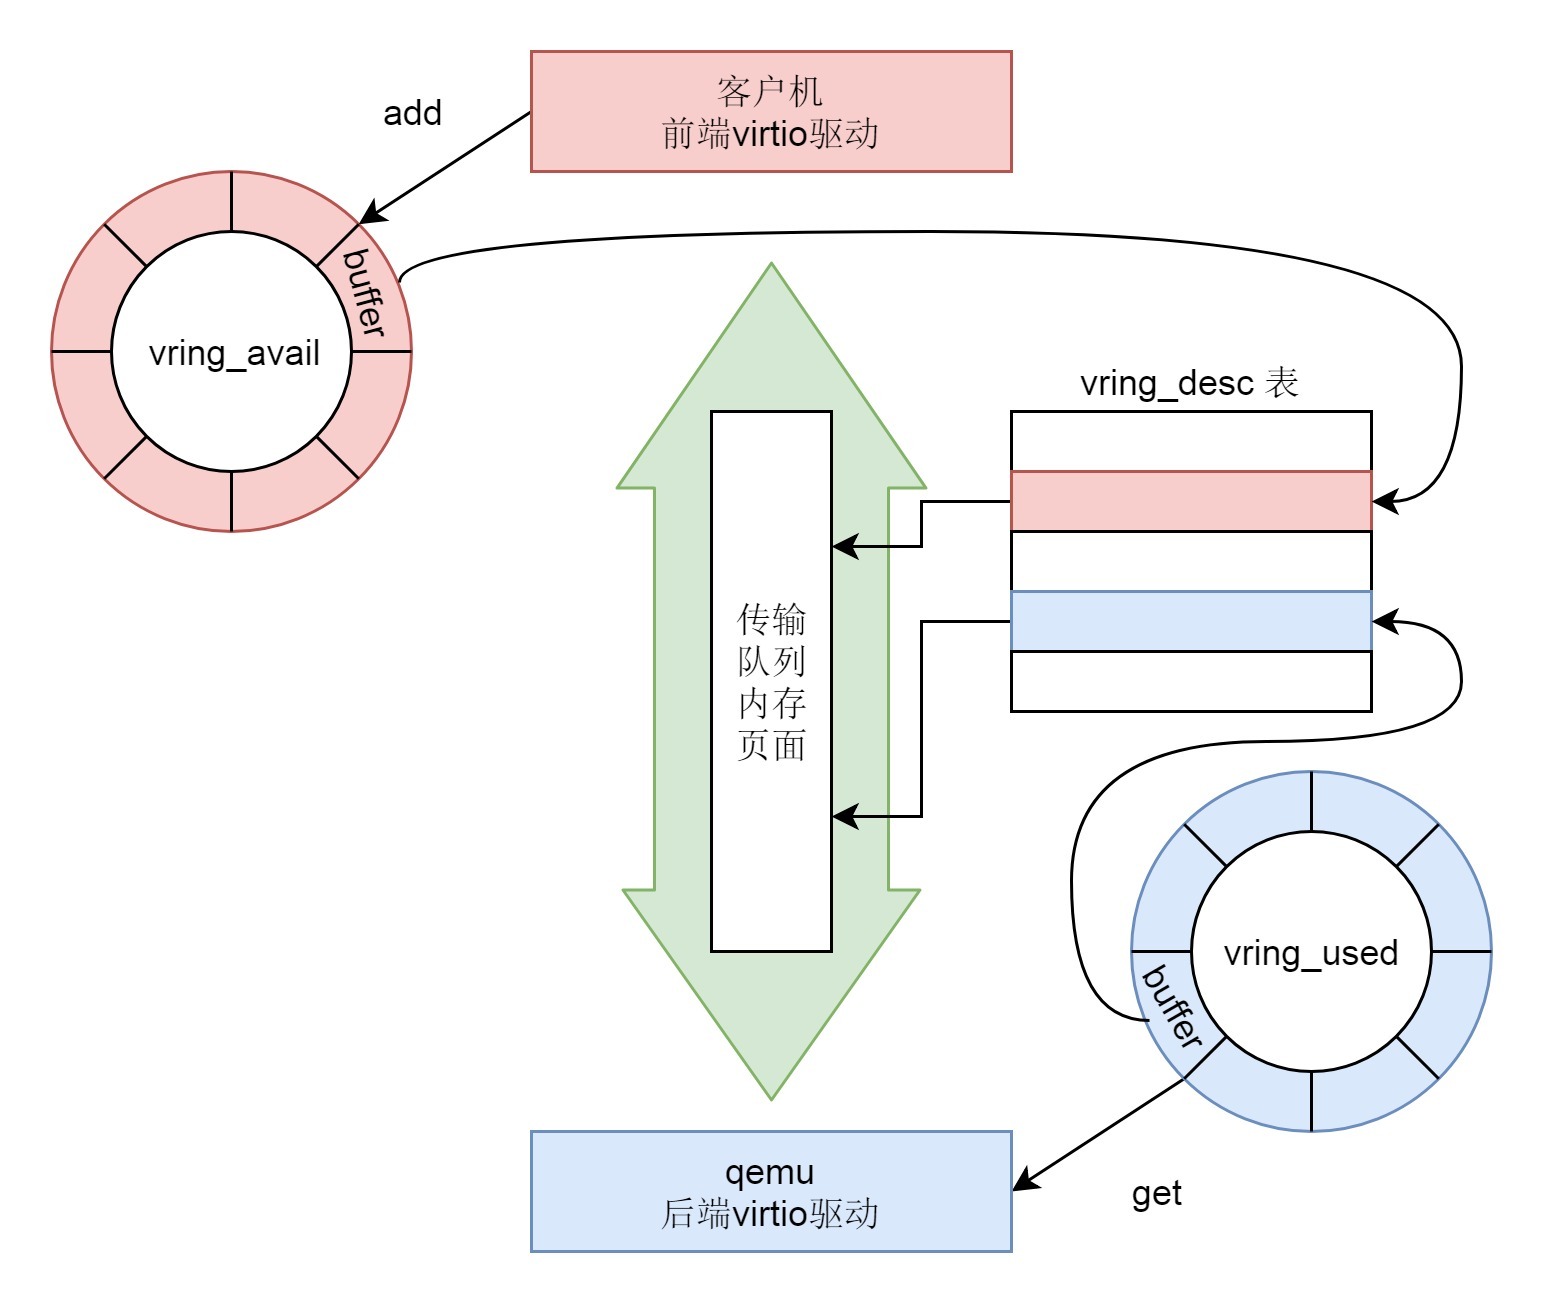 客户机
前端virtio驱动
add
buffer
vring_avail
vring_desc 表
传输
队列
内存
页面
vring_used
buffer
qemu
后端virtio驱动
get